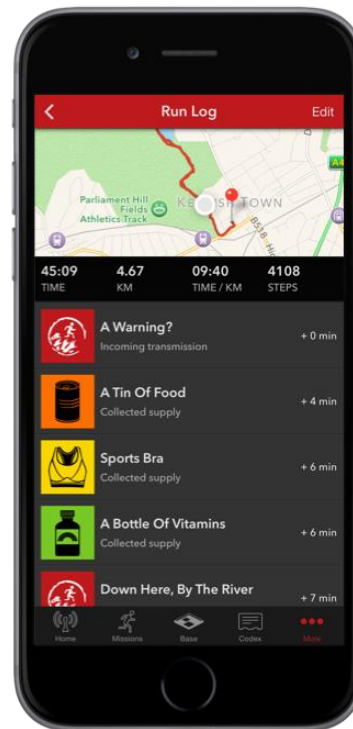 Run Log
Edit
Parliament Hill
Fields
Athletics Track
TOWN
A4
B518
45:09 4.67 09:40 4108
TIME KM TIME / KM STEPS
A Warning?
Incoming transmission
+ 0 min
A Tin Of Food
Collected supply
+ 4 min
Sports Bra
Collected supply
+ 6 min
A Bottle Of Vitamins
Collected supply
+ 6 min
Down Here, By The River
+ 7 min
Home Missions Base Codex More